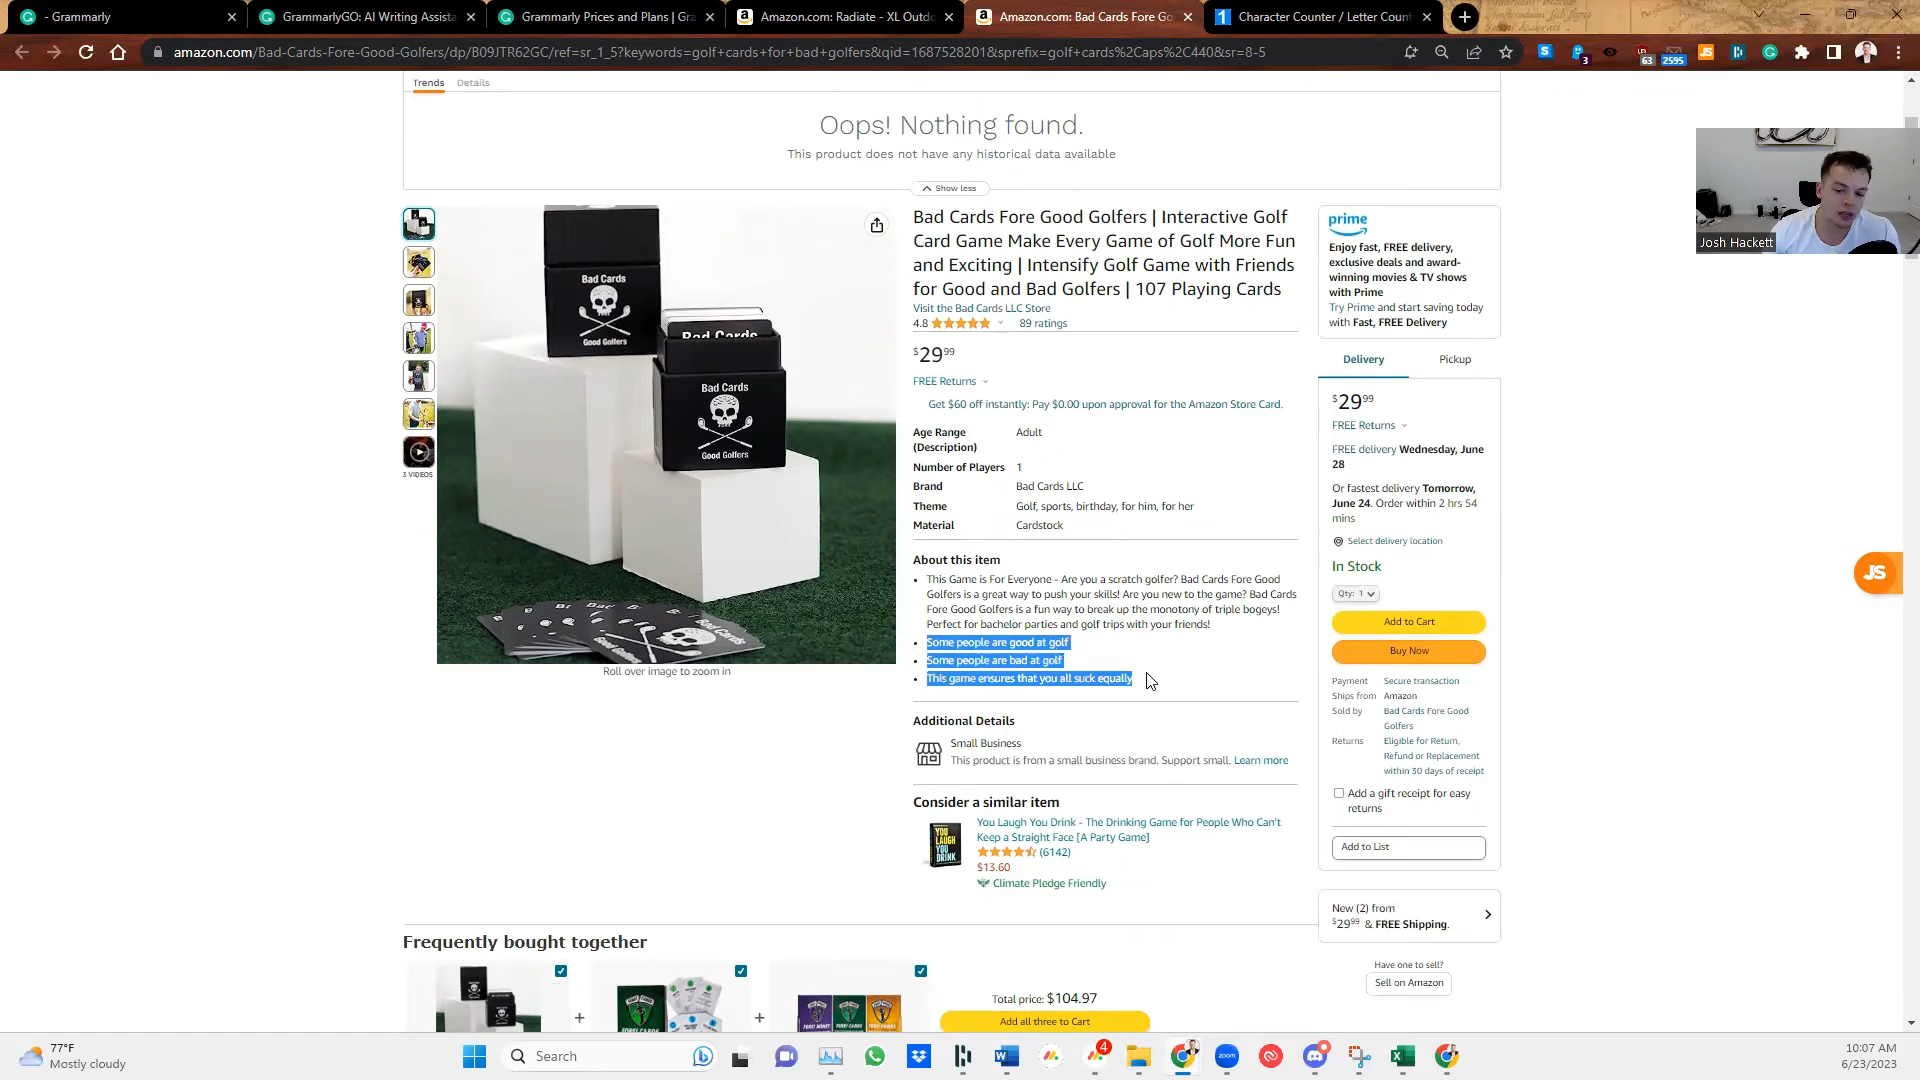 - Grammarly
GrammarlyGO: AI Writing Assista
Grammarly Prices and Plans | Gra
Amazon.com: Radiate - XL Outdo
Amazon.com: Bad Cards Fore Go
Character Counter / Letter Count
amazon.com/Bad-Cards-Fore-Good-Golfers/dp/B09JTR62GC/ref=sr_1_5?keywords=golf+cards+for+bad+golfers&qid=1687528201&sprefix=golf+cards%2Caps%2C440&sr=8-5
3
63
2595
Trends
Details
Oops! Nothing found.
This product does not have any historical data available
Show less
Josh Hackett
Bad Cards
Good Golfers
Bad Cards
Bad Cards
Good Golfers
3 VIDEOS
Roll over image to zoom in
Bad Cards Fore Good Golfers | Interactive Golf
Card Game Make Every Game of Golf More Fun
and Exciting | Intensify Golf Game with Friends
for Good and Bad Golfers | 107 Playing Cards
Visit the Bad Cards LLC Store
4.8 89 ratings
$29.99
FREE Returns
Get $60 off instantly: Pay $0.00 upon approval for the Amazon Store Card.
Age Range (Description) Adult
Number of Players 1
Brand Bad Cards LLC
Theme Golf, sports, birthday, for him, for her
Material Cardstock
About this item
This Game is For Everyone - Are you a scratch golfer? Bad Cards Fore Good
Golfers is a great way to push your skills! Are you new to the game? Bad Cards
Fore Good Golfers is a fun way to break up the monotony of triple bogeys!
Perfect for bachelor parties and golf trips with your friends!
Some people are good at golf
Some people are bad at golf
This game ensures that you all suck equally
Additional Details
Small Business
This product is from a small business brand. Support small. Learn more
Consider a similar item
YOU LAUGH YOU DRINK
You Laugh You Drink - The Drinking Game for People Who Can't
Keep a Straight Face [A Party Game]
(6142)
$13.60
Climate Pledge Friendly
prime
Enjoy fast, FREE delivery,
exclusive deals and award-
winning movies & TV shows
with Prime
Try Prime and start saving today
with Fast, FREE Delivery
Delivery
Pickup
$29.99
FREE Returns
FREE delivery Wednesday, June
28
Or fastest delivery Tomorrow,
June 24. Order within 2 hrs 54
mins
Select delivery location
In Stock
Qty: 1
Add to Cart
Buy Now
Payment Secure transaction
Ships from Amazon
Sold by Bad Cards Fore Good
Golfers
Returns Eligible for Return,
Refund or Replacement
within 30 days of receipt
Add a gift receipt for easy
returns
Add to List
New (2) from
$29.99 & FREE Shipping.
Have one to sell?
Sell on Amazon
JS
Frequently bought together
+
+
Total price: $104.97
Add all three to Cart
77°F
Mostly cloudy
Search
4
zoom
10:07 AM
6/23/2023